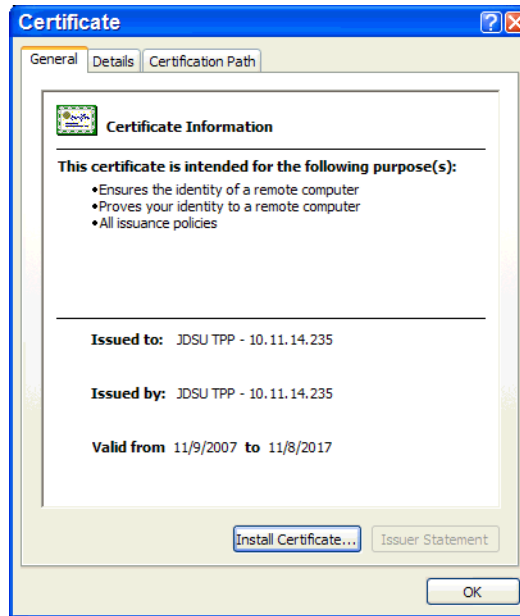 Certificate
General Details Certification Path
Certificate Information
This certificate is intended for the following purpose(s):
•Ensures the identity of a remote computer
•Proves your identity to a remote computer
•All issuance policies
Issued to: JDSU TPP - 10.11.14.235
Issued by: JDSU TPP - 10.11.14.235
Valid from 11/9/2007 to 11/8/2017
Install Certificate... Issuer Statement
OK